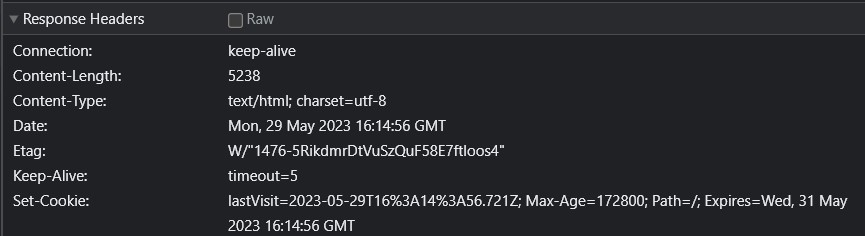 Response Headers Raw
Connection: keep-alive
Content-Length: 5238
Content-Type: text/html; charset=utf-8
Date: Mon, 29 May 2023 16:14:56 GMT
Etag: W/"1476-5RikdmrDtVuSzQuF58E7ftloos4"
Keep-Alive: timeout=5
Set-Cookie: lastVisit=2023-05-29T16%3A14%3A56.721Z; Max-Age=172800; Path=/; Expires=Wed, 31 May
2023 16:14:56 GMT